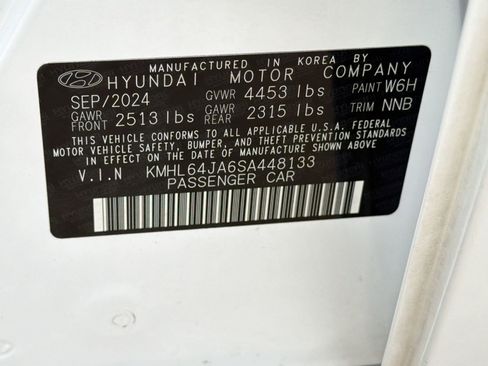 MANUFACTURED IN KOREA BY
HYUNDAI MOTOR COMPANY
SEP/2024 GVWR 4453 lbs PAINT W6H
GAWR FRONT 2513 lbs GAWR REAR 2315 lbs TRIM NNB
THIS VEHICLE CONFORMS TO ALL APPLICABLE U.S.A. FEDERAL
MOTOR VEHICLE SAFETY, BUMPER, AND THEFT PREVENTION STANDARDS
IN EFFECT ON THE DATE OF MANUFACTURE SHOWN ABOVE.
V.I.N KMHL64JA6SA448133
PASSENGER CAR